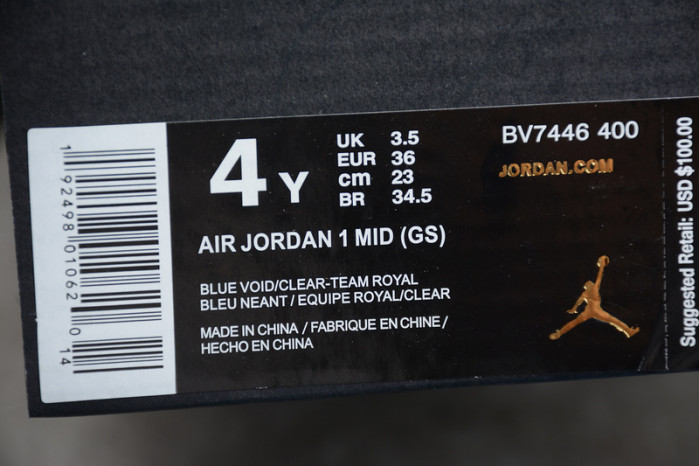 1 92498 01062 0 14
4 Y
UK 3.5
EUR 36
cm 23
BR 34.5
BV7446 400
JORDAN.COM
AIR JORDAN 1 MID (GS)
BLUE VOID/CLEAR-TEAM ROYAL
BLEU NEANT / EQUIPE ROYAL/CLEAR
MADE IN CHINA / FABRIQUE EN CHINE /
HECHO EN CHINA
Suggested Retail: USD $100.00